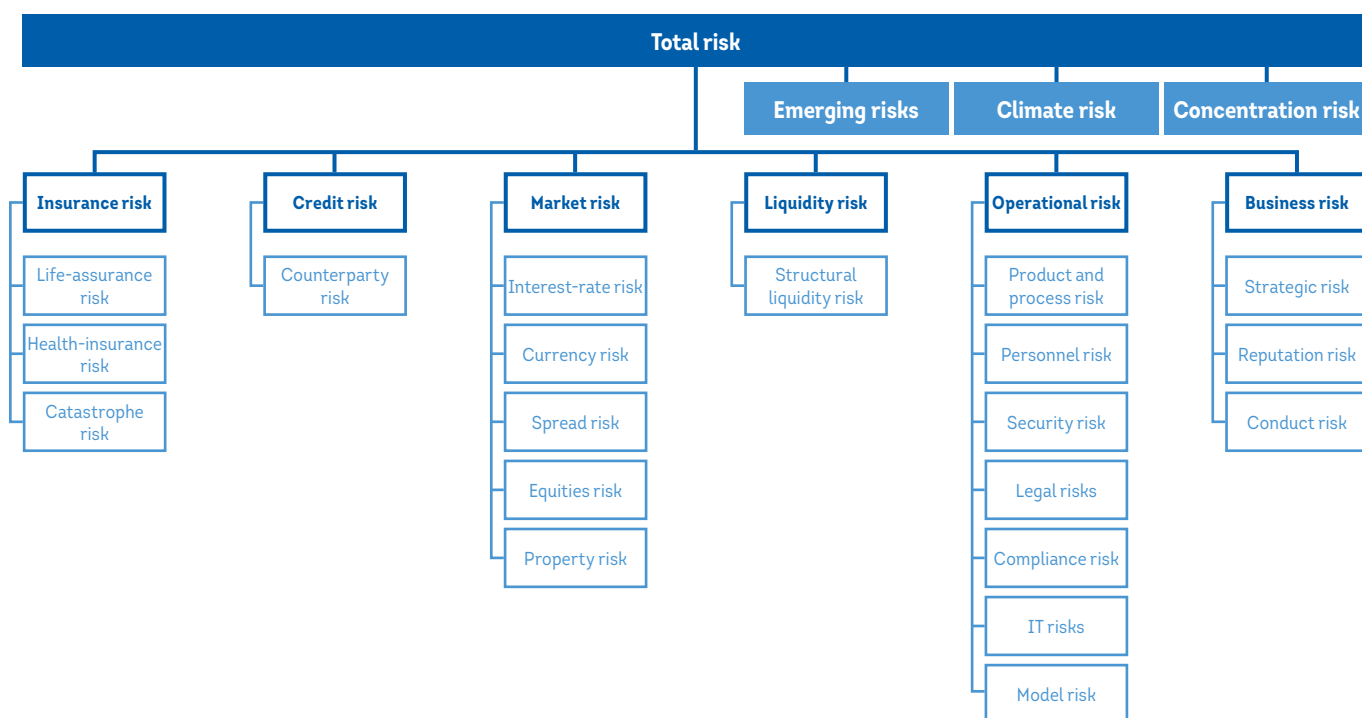 Total risk
Emerging risks
Climate risk
Concentration risk
Insurance risk
Credit risk
Market risk
Liquidity risk
Operational risk
Business risk
Life-assurance
risk
Health-insurance
risk
Catastrophe
risk
Counterparty
risk
Interest-rate risk
Currency risk
Spread risk
Equities risk
Property risk
Structural
liquidity risk
Product and
process risk
Personnel risk
Security risk
Legal risks
Compliance risk
IT risks
Model risk
Strategic risk
Reputation risk
Conduct risk